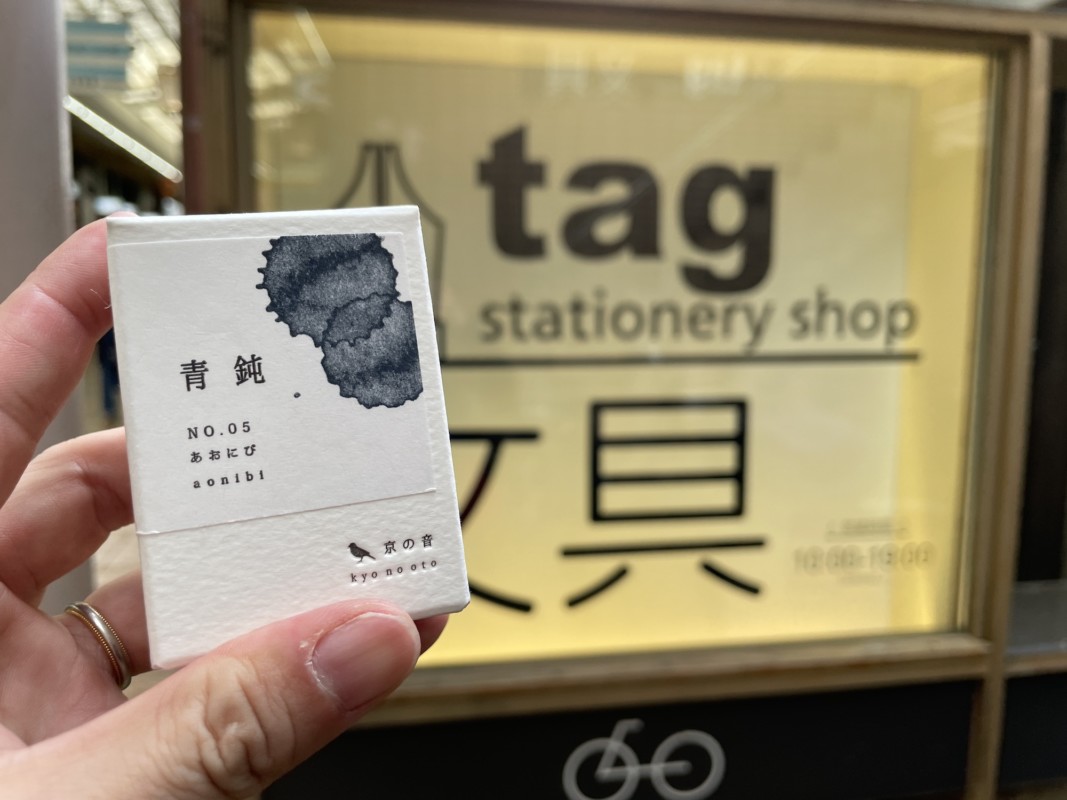 青鈍
NO.05
あおにび
aonibi
京の音
kyo no oto
tag
stationery shop
文具